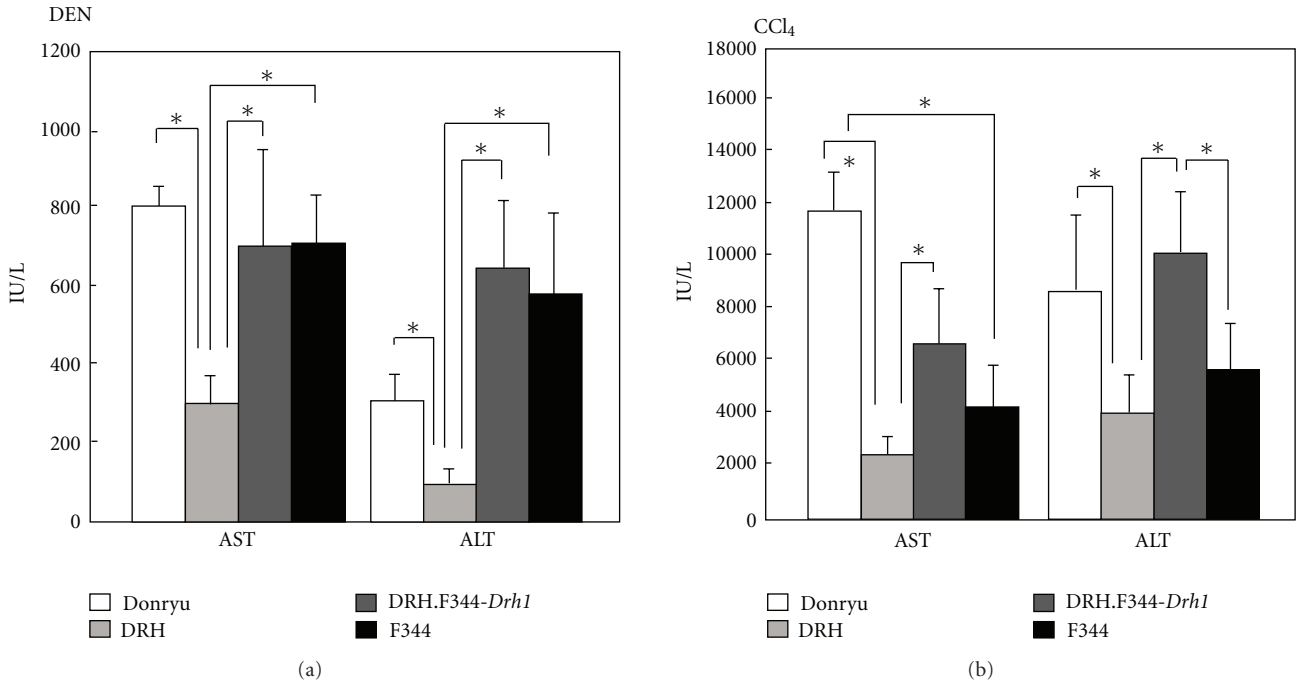 DEN
1200
1000
800
600
400
200
0
IU/L
*
*
*
*
*
*
AST
ALT
Donryu
DRH
DRH.F344-Drh1
F344
(a)
CCl₄
18000
16000
14000
12000
10000
8000
6000
4000
2000
0
IU/L
*
*
*
*
*
*
AST
ALT
Donryu
DRH
DRH.F344-Drh1
F344
(b)